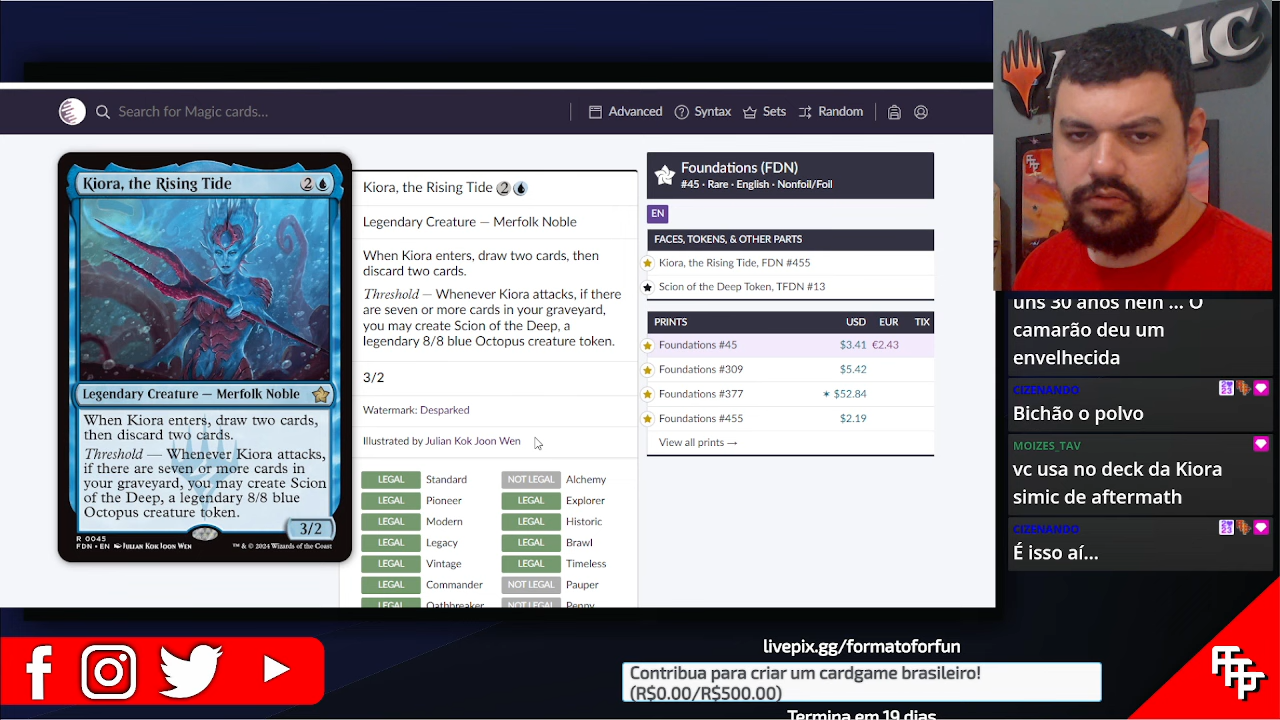 Search for Magic cards...
Advanced
Syntax
Sets
Random
Kiora, the Rising Tide 2
Legendary Creature — Merfolk Noble
When Kiora enters, draw two cards,
then discard two cards.
Threshold — Whenever Kiora attacks,
if there are seven or more cards in
your graveyard, you may create Scion
of the Deep, a legendary 8/8 blue
Octopus creature token.
3/2
R 0045
FDN • EN Julian Kok Joon Wen
™ & © 2024 Wizards of the Coast
Kiora, the Rising Tide 2
Legendary Creature — Merfolk Noble
When Kiora enters, draw two cards, then
discard two cards.
Threshold — Whenever Kiora attacks, if there
are seven or more cards in your graveyard,
you may create Scion of the Deep, a
legendary 8/8 blue Octopus creature token.
3/2
Watermark: Desparked
Illustrated by Julian Kok Joon Wen
LEGAL Standard NOT LEGAL Alchemy
LEGAL Pioneer LEGAL Explorer
LEGAL Modern LEGAL Historic
LEGAL Legacy LEGAL Brawl
LEGAL Vintage LEGAL Timeless
LEGAL Commander NOT LEGAL Pauper
LEGAL Oathbreaker NOT LEGAL Penny
Foundations (FDN)
#45 · Rare · English · Nonfoil/Foil
EN
FACES, TOKENS, & OTHER PARTS
Kiora, the Rising Tide, FDN #455
Scion of the Deep Token, TFDN #13
PRINTS USD EUR TIX
Foundations #45 $3.41 €2.43
Foundations #309 $5.42
Foundations #377 ✶ $52.84
Foundations #455 $2.19
View all prints →
uns 30 anos hein ... O
camarão deu um
envelhecida
CIZENANDO
Bichão o polvo
MOIZES_TAV
vc usa no deck da Kiora
simic de aftermath
CIZENANDO
É isso aí...
livepix.gg/formatoforfun
Contribua para criar um cardgame brasileiro!
(R$0.00/R$500.00)
Termina em 19 dias